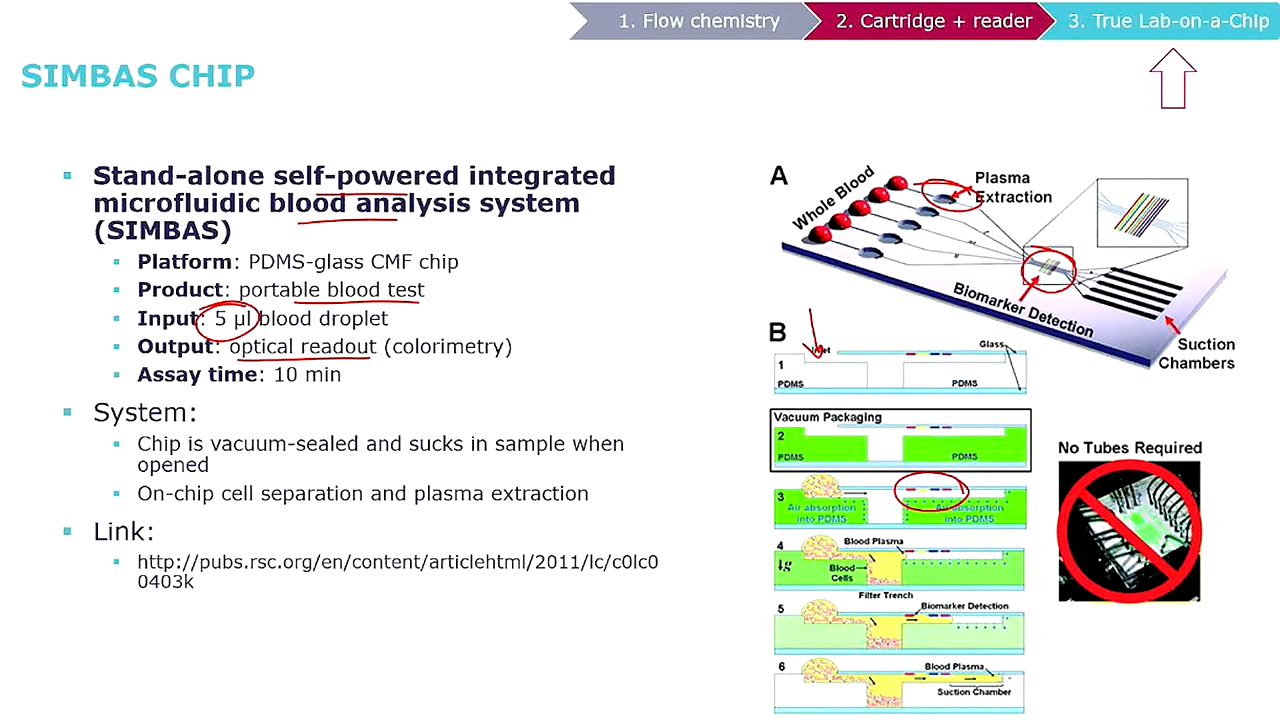 1. Flow chemistry
2. Cartridge + reader
3. True Lab-on-a-Chip
SIMBAS CHIP
Stand-alone self-powered integrated
microfluidic blood analysis system
(SIMBAS)
Platform: PDMS-glass CMF chip
Product: portable blood test
Input: 5 µl blood droplet
Output: optical readout (colorimetry)
Assay time: 10 min
System:
Chip is vacuum-sealed and sucks in sample when
opened
On-chip cell separation and plasma extraction
Link:
http://pubs.rsc.org/en/content/articlehtml/2011/lc/c0lc0
0403k
A
Whole Blood
Plasma
Extraction
Biomarker Detection
Suction
Chambers
B
Inlet
Glass
1
PDMS
PDMS
Vacuum Packaging
2
PDMS
PDMS
3
Air absorption
into PDMS
Air absorption
into PDMS
4
Blood Plasma
g
Blood
Cells
Filter Trench
5
Biomarker Detection
6
Blood Plasma
Suction Chamber
No Tubes Required